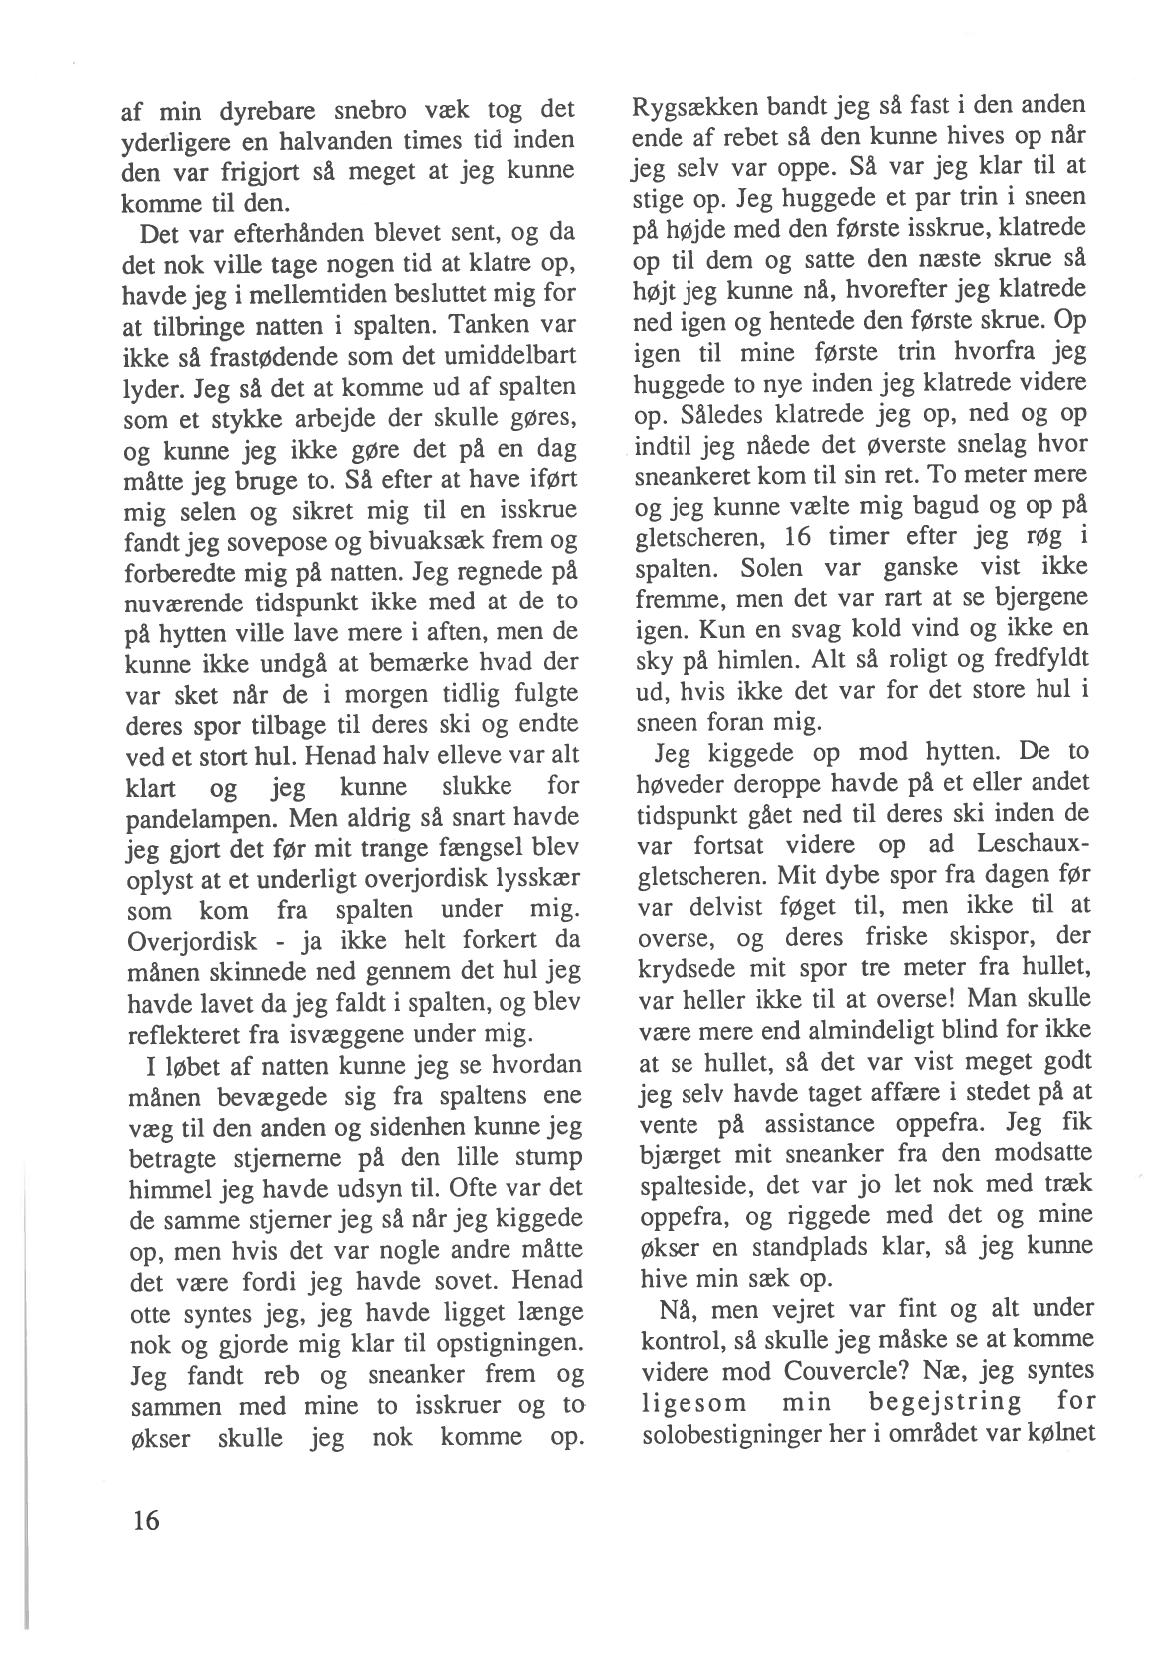 af min dyrebare snebro væk tog det
yderligere en halvanden times tid inden
den var frigjort så meget at jeg kunne
komme til den.
Det var efterhånden blevet sent, og da
det nok ville tage nogen tid at klatre op,
havde jeg i mellemtiden besluttet mig for
at tilbringe natten i spalten. Tanken var
ikke så frastødende som det umiddelbart
lyder. Jeg så det at komme ud af spalten
som et stykke arbejde der skulle gøres,
og kunne jeg ikke gøre det på en dag
måtte jeg bruge to. Så efter at have iført
mig selen og sikret mig til en isskrue
fandt jeg sovepose og bivuaksæk frem og
forberedte mig på natten. Jeg regnede på
nuværende tidspunkt ikke med at de to
på hytten ville lave mere i aften, men de
kunne ikke undgå at bemærke hvad der
var sket når de i morgen tidlig fulgte
deres spor tilbage til deres ski og endte
ved et stort hul. Henad halv elleve var alt
klart og jeg kunne slukke for
pandelampen. Men aldrig så snart havde
jeg gjort det før mit trange fængsel blev
oplyst at et underligt overjordisk lysskær
som kom fra spalten under mig.
Overjordisk - ja ikke helt forkert da
månen skinnede ned gennem det hul jeg
havde lavet da jeg faldt i spalten, og blev
reflekteret fra isvæggene under mig.
I løbet af natten kunne jeg se hvordan
månen bevægede sig fra spaltens ene
væg til den anden og sidenhen kunne jeg
betragte stjernerne på den lille stump
himmel jeg havde udsyn til. Ofte var det
de samme stjerner jeg så når jeg kiggede
op, men hvis det var nogle andre måtte
det være fordi jeg havde sovet. Henad
otte syntes jeg, jeg havde ligget længe
nok og gjorde mig klar til opstigningen.
Jeg fandt reb og sneanker frem og
sammen med mine to isskruer og to
økser skulle jeg nok komme op.
Rygsækken bandt jeg så fast i den anden
ende af rebet så den kunne hives op når
jeg selv var oppe. Så var jeg klar til at
stige op. Jeg huggede et par trin i sneen
på højde med den første isskrue, klatrede
op til dem og satte den næste skrue så
højt jeg kunne nå, hvorefter jeg klatrede
ned igen og hentede den første skrue. Op
igen til mine første trin hvorfra jeg
huggede to nye inden jeg klatrede videre
op. Således klatrede jeg op, ned og op
indtil jeg nåede det øverste snelag hvor
sneankeret kom til sin ret. To meter mere
og jeg kunne vælte mig bagud og op på
gletscheren, 16 timer efter jeg røg i
spalten. Solen var ganske vist ikke
fremme, men det var rart at se bjergene
igen. Kun en svag kold vind og ikke en
sky på himlen. Alt så roligt og fredfyldt
ud, hvis ikke det var for det store hul i
sneen foran mig.
Jeg kiggede op mod hytten. De to
høveder deroppe havde på et eller andet
tidspunkt gået ned til deres ski inden de
var fortsat videre op ad Leschaux-
gletscheren. Mit dybe spor fra dagen før
var delvist føget til, men ikke til at
overse, og deres friske skispor, der
krydsede mit spor tre meter fra hullet,
var heller ikke til at overse! Man skulle
være mere end almindeligt blind for ikke
at se hullet, så det var vist meget godt
jeg selv havde taget affære i stedet på at
vente på assistance oppefra. Jeg fik
bjærget mit sneanker fra den modsatte
spalteside, det var jo let nok med træk
oppefra, og riggede med det og mine
økser en standplads klar, så jeg kunne
hive min sæk op.
Nå, men vejret var fint og alt under
kontrol, så skulle jeg måske se at komme
videre mod Couvercle? Næ, jeg syntes
ligesom min begejstring for
solobestigninger her i området var kølnet
16